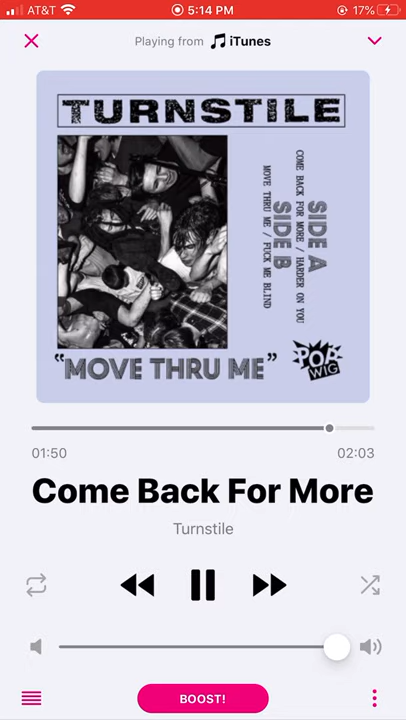 AT&T
5:14 PM
17%
Playing from iTunes
TURNSTILE
SIDE A
COME BACK FOR MORE / HARDER ON YOU
SIDE B
MOVE THRU ME / FUCK ME BLIND
“MOVE THRU ME”
POP
WIG
01:50
02:03
Come Back For More
Turnstile
BOOST!